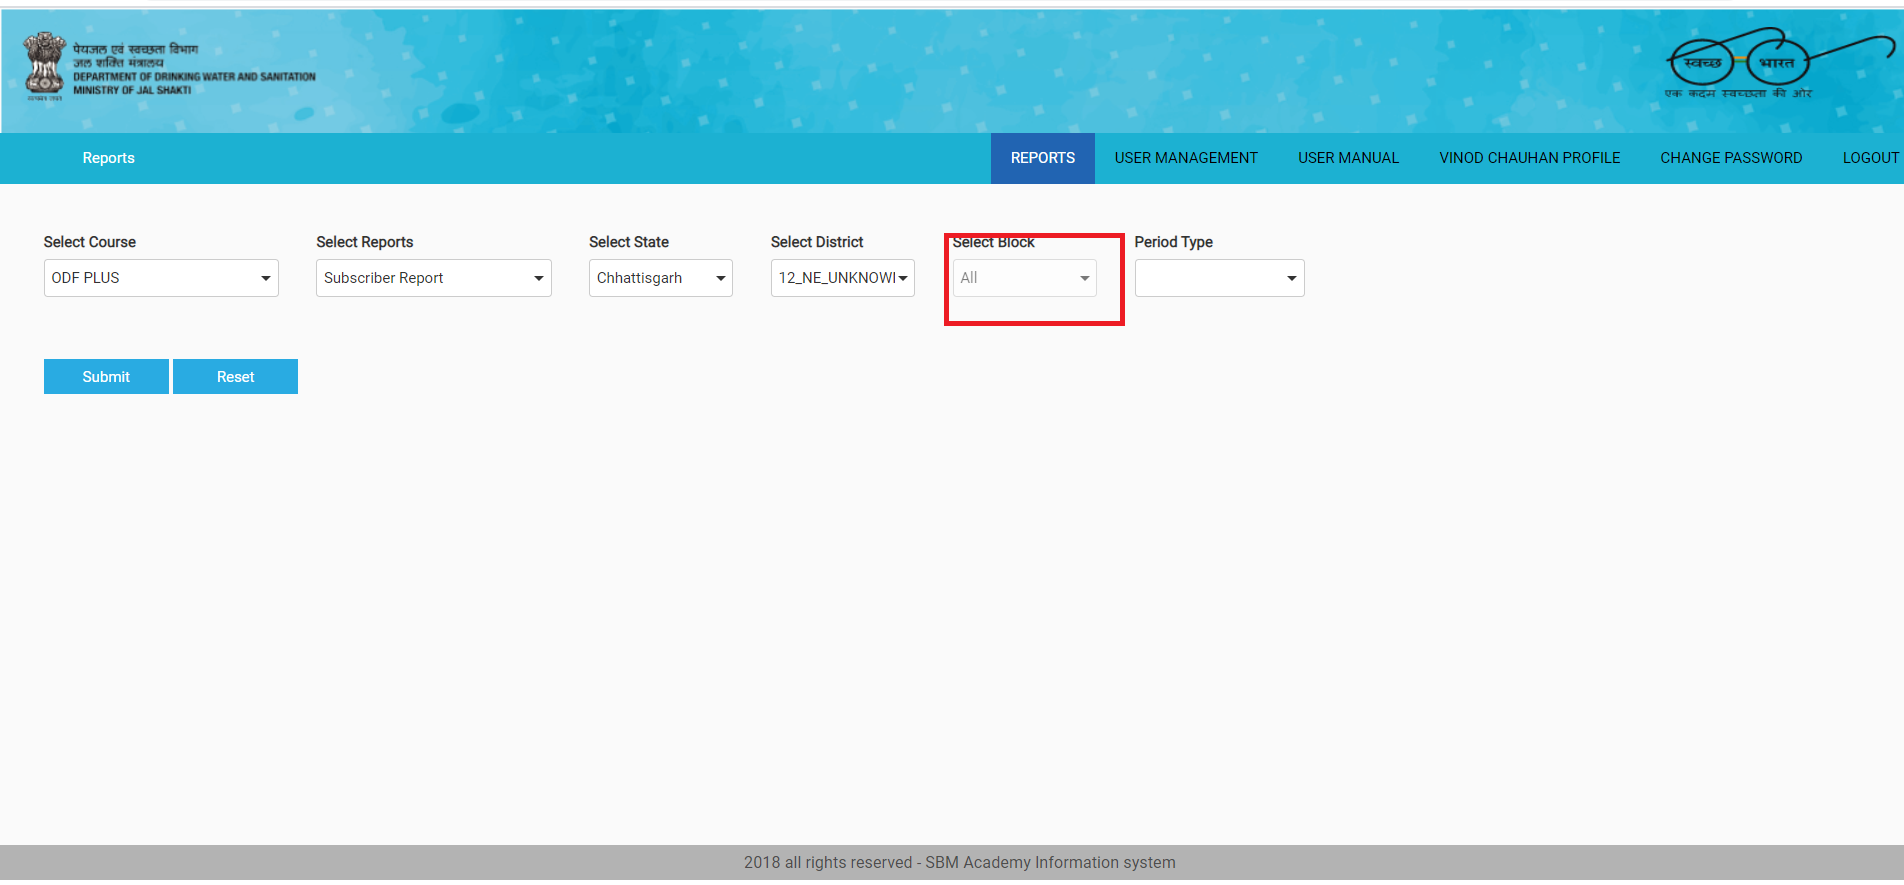 पेयजल एवं स्वच्छता विभाग
जल शक्ति मंत्रालय
DEPARTMENT OF DRINKING WATER AND SANITATION
MINISTRY OF JAL SHAKTI
स्वच्छ भारत
एक कदम स्वच्छता की ओर
Reports REPORTS USER MANAGEMENT USER MANUAL VINOD CHAUHAN PROFILE CHANGE PASSWORD LOGOUT
Select Course Select Reports Select State Select District Select Block Period Type
ODF PLUS Subscriber Report Chhattisgarh 12_NE_UNKNOWI All
Submit Reset
2018 all rights reserved - SBM Academy Information system